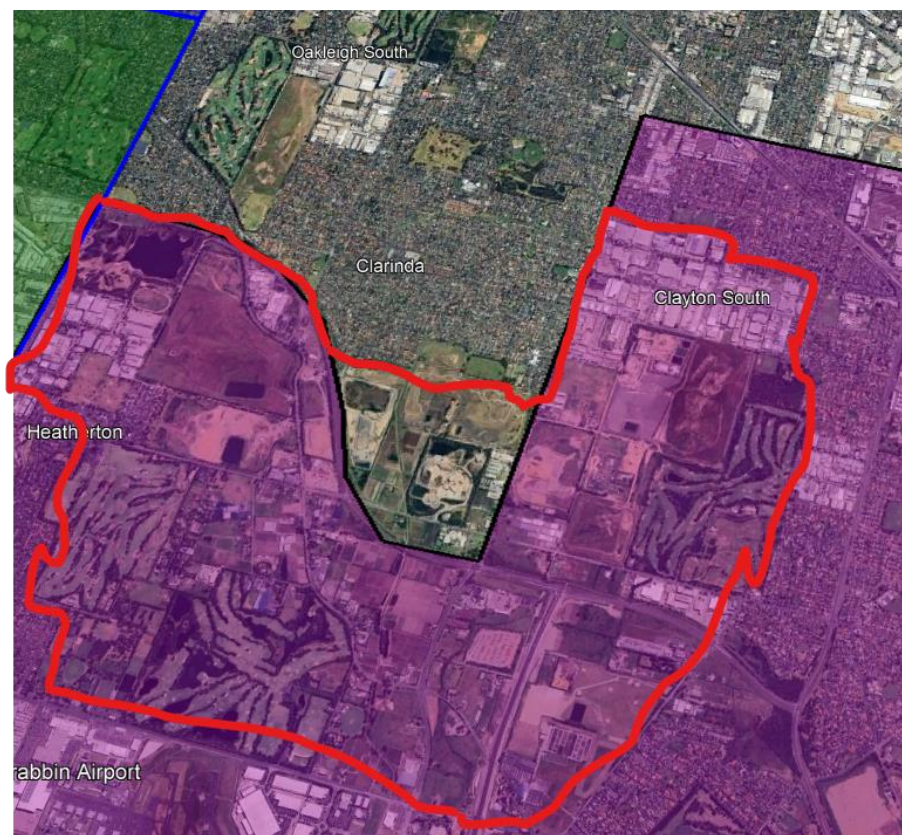 Oakleigh South
Clarinda
Clayton South
Heatherton
rabbin Airport